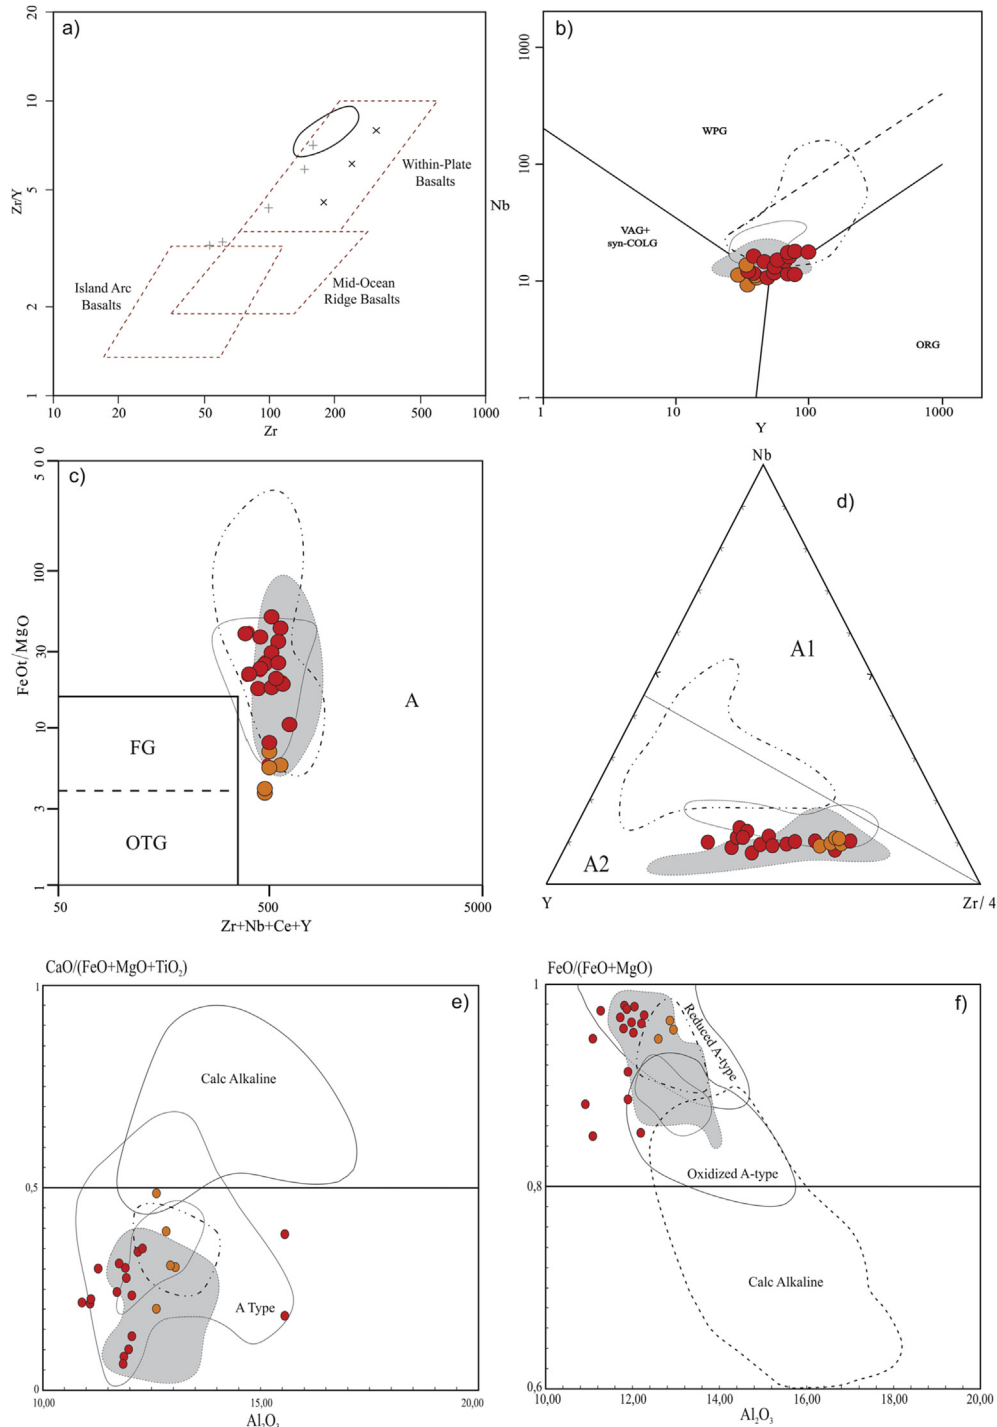 a)
20
10
5
2
1
Zr/Y
Within-Plate
Basalts
Island Arc
Basalts
Mid-Ocean
Ridge Basalts
10
20
50
100
200
500
1000
Zr
b)
1000
100
10
1
Nb
WPG
VAG+
syn-COLG
ORG
1
10
100
1000
Y
c)
5 0 0
100
30
10
3
1
FeOt/MgO
A
FG
OTG
50
500
5000
Zr+Nb+Ce+Y
Nb
d)
A1
A2
Y
Zr/4
CaO/(FeO+MgO+TiO2)
e)
1
0,5
0
Calc Alkaline
A Type
10,00
15,00
20,00
Al2O3
FeO/(FeO+MgO)
f)
1
0,8
0,6
Reduced A-type
Oxidized A-type
Calc Alkaline
10,00
12,00
14,00
16,00
18,00
20,00
Al2O3